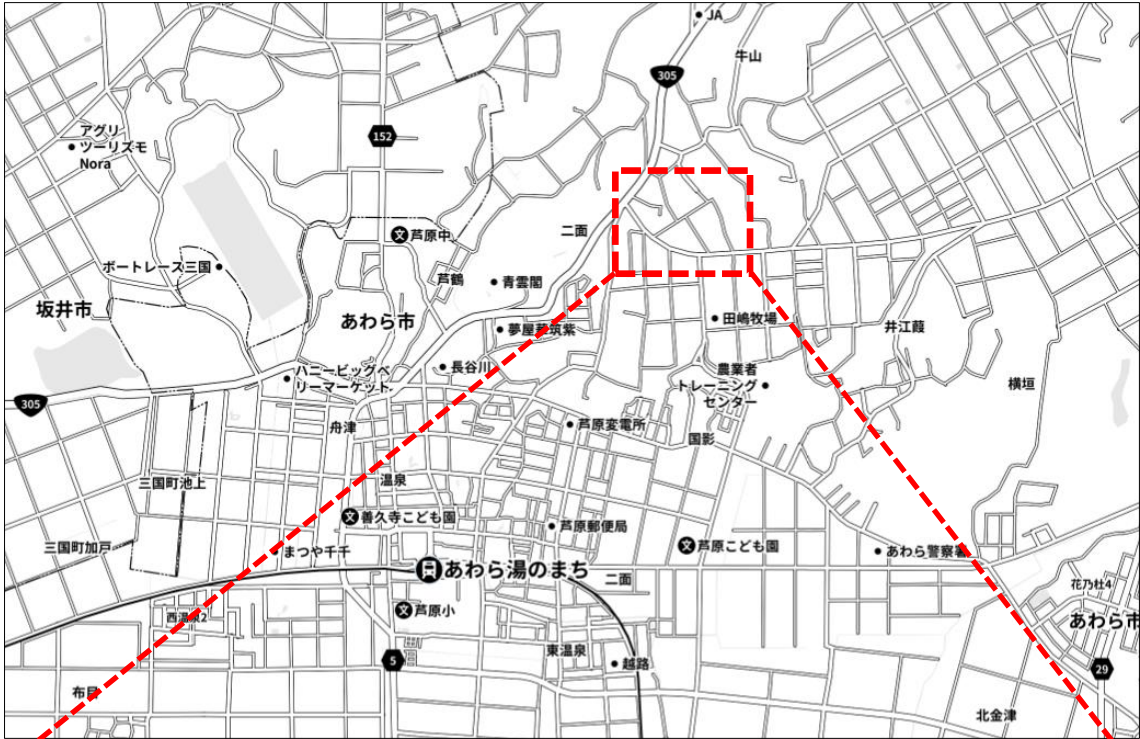 JA
牛山
305
アグリ
ツーリズモ
Nora
152
芦原中
文
二面
ボートレース三国
芦鶴
青雲閣
坂井市
あわら市
夢屋荘筑紫
田嶋牧場
井江葭
長谷川
ハニービッグベ
リーマーケット
農業者
トレーニング
センター
横垣
305
舟津
芦原変電所
国影
温泉
三国町池上
文
善久寺こども園
芦原郵便局
三国町加戸
まつや千千
文
芦原こども園
あわら警察署
あわら湯のまち
二面
花乃杜4
西温泉2
文
芦原小
あわら市
東温泉
越路
5
29
布目
北金津